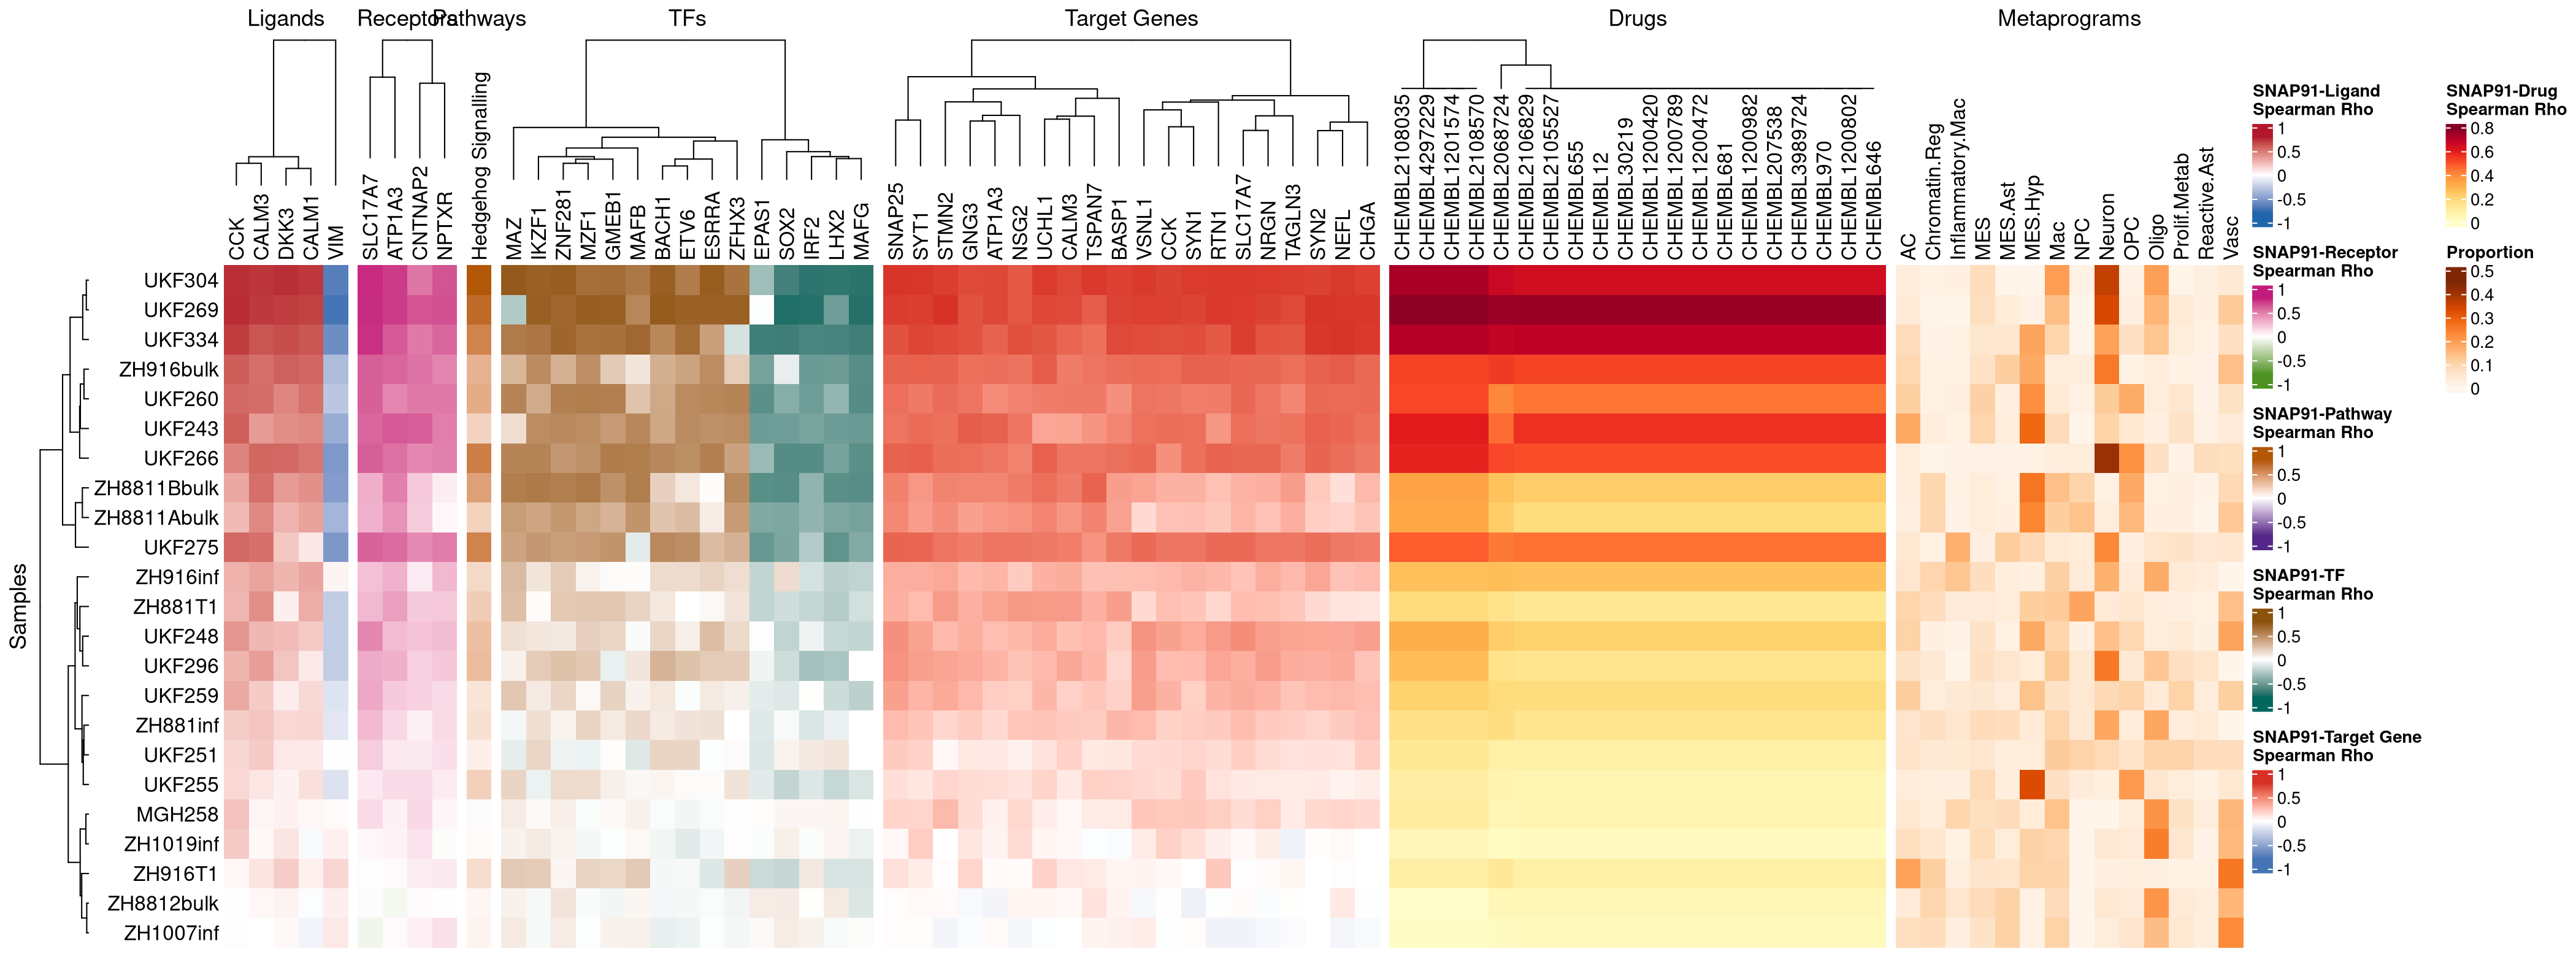 Ligands
Receptors
Pathways
TFs
Target Genes
Drugs
Metaprograms
CCK
CALM3
DKK3
CALM1
VIM
SLC17A7
ATP1A3
CNTNAP2
NPTXR
Hedgehog Signalling
MAZ
IKZF1
ZNF281
MZF1
GMEB1
MAFB
BACH1
ETV6
ESRRA
ZFHX3
EPAS1
SOX2
IRF2
LHX2
MAFG
SNAP25
SYT1
STMN2
GNG3
ATP1A3
NSG2
UCHL1
CALM3
TSPAN7
BASP1
VSNL1
CCK
SYN1
RTN1
SLC17A7
NRGN
TAGLN3
SYN2
NEFL
CHGA
CHEMBL2108035
CHEMBL4297229
CHEMBL1201574
CHEMBL2108570
CHEMBL2068724
CHEMBL2106829
CHEMBL2105527
CHEMBL655
CHEMBL12
CHEMBL30219
CHEMBL1200420
CHEMBL1200789
CHEMBL1200472
CHEMBL681
CHEMBL1200982
CHEMBL207538
CHEMBL3989724
CHEMBL970
CHEMBL1200802
CHEMBL646
AC
Chromatin.Reg
Inflammatory.Mac
MES
MES.Ast
MES.Hyp
Mac
NPC
Neuron
OPC
Oligo
Prolif.Metab
Reactive.Ast
Vasc
Samples
UKF304
UKF269
UKF334
ZH916bulk
UKF260
UKF243
UKF266
ZH8811Bbulk
ZH8811Abulk
UKF275
ZH916inf
ZH881T1
UKF248
UKF296
UKF259
ZH881inf
UKF251
UKF255
MGH258
ZH1019inf
ZH916T1
ZH8812bulk
ZH1007inf
SNAP91-Ligand
Spearman Rho
1
0.5
0
-0.5
-1
SNAP91-Receptor
Spearman Rho
1
0.5
0
-0.5
-1
SNAP91-Pathway
Spearman Rho
1
0.5
0
-0.5
-1
SNAP91-TF
Spearman Rho
1
0.5
0
-0.5
-1
SNAP91-Target Gene
Spearman Rho
1
0.5
0
-0.5
-1
SNAP91-Drug
Spearman Rho
0.8
0.6
0.4
0.2
0
Proportion
0.5
0.4
0.3
0.2
0.1
0